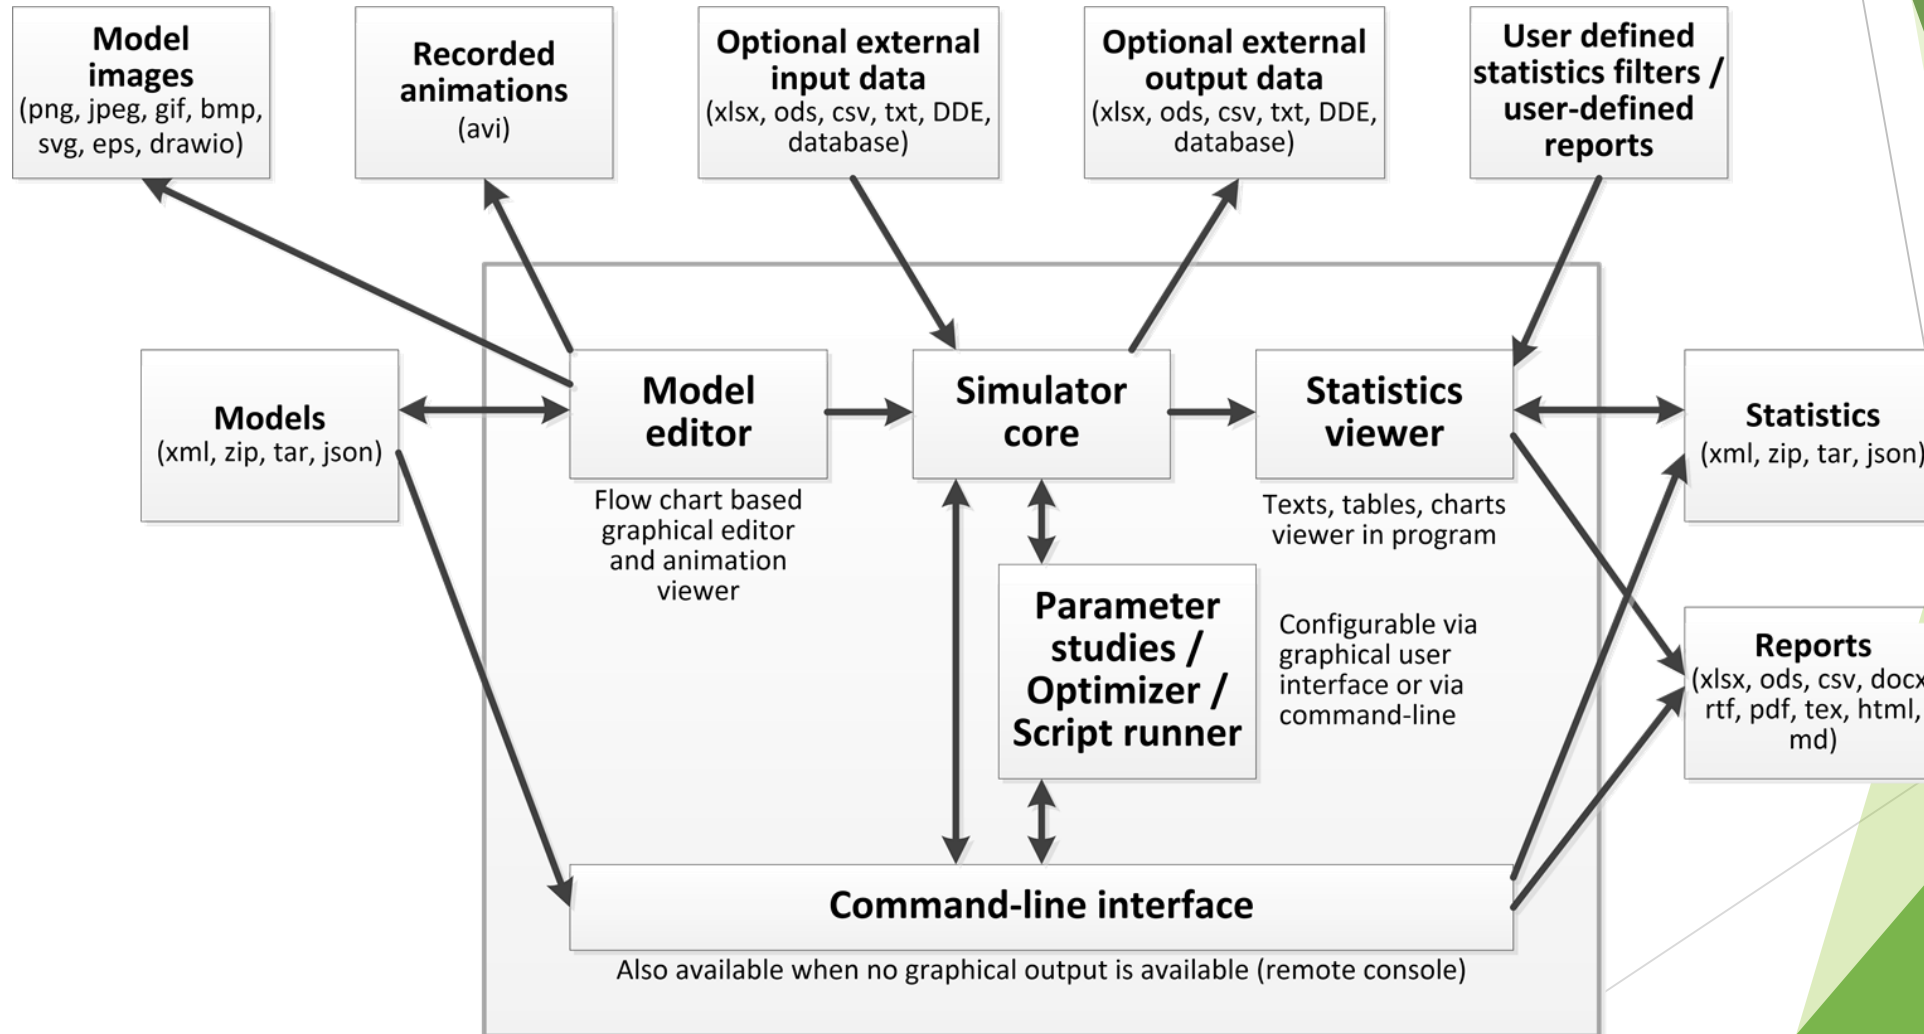 Model
images
(png, jpeg, gif, bmp,
svg, eps, drawio)
Recorded
animations
(avi)
Optional external
input data
(xlsx, ods, csv, txt, DDE,
database)
Optional external
output data
(xlsx, ods, csv, txt, DDE,
database)
User defined
statistics filters /
user-defined
reports
Models
(xml, zip, tar, json)
Model
editor
Flow chart based
graphical editor
and animation
viewer
Simulator
core
Statistics
viewer
Texts, tables, charts
viewer in program
Statistics
(xml, zip, tar, json)
Parameter
studies /
Optimizer /
Script runner
Configurable via
graphical user
interface or via
command-line
Reports
(xlsx, ods, csv, docx
rtf, pdf, tex, html,
md)
Command-line interface
Also available when no graphical output is available (remote console)